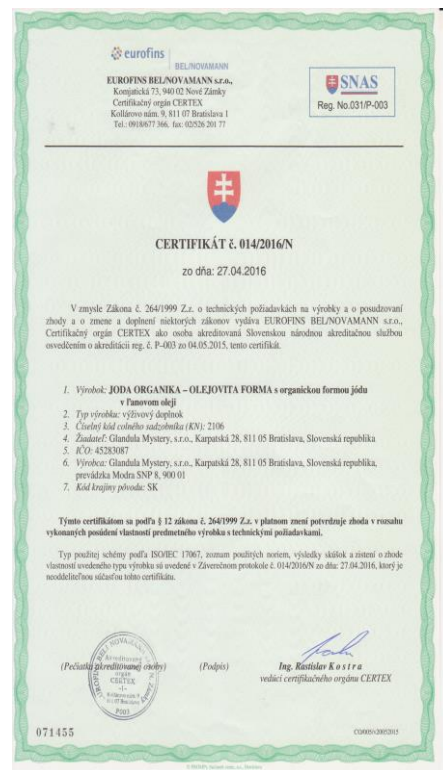 eurofins
BEL/NOVAMANN
EUROFINS BEL/NOVAMANN s.r.o.,
Komjatická 73, 940 02 Nové Zámky
Certifikačný orgán CERTEX
Kollárovo nám. 9, 811 07 Bratislava 1
Tel.: 0918/677 366, fax: 02/526 201 77
SNAS
Reg. No.031/P-003
CERTIFIKÁT č. 014/2016/N
zo dňa: 27.04.2016
V zmysle Zákona č. 264/1999 Z.z. o technických požiadavkách na výrobky a o posudzovaní
zhody a o zmene a doplnení niektorých zákonov vydáva EUROFINS BEL/NOVAMANN s.r.o.,
Certifikačný orgán CERTEX ako osoba akreditovaná Slovenskou národnou akreditačnou službou
osvedčením o akreditácii reg. č. P-003 zo 04.05.2015, tento certifikát.
1. Výrobok: JODA ORGANIKA – OLEJOVITA FORMA s organickou formou jódu
v ľanovom oleji
2. Typ výrobku: výživový doplnok
3. Číselný kód colného sadzobníka (KN): 2106
4. Žiadateľ: Glandula Mystery, s.r.o., Karpatská 28, 811 05 Bratislava, Slovenská republika
5. IČO: 45283087
6. Výrobca: Glandula Mystery, s.r.o., Karpatská 28, 811 05 Bratislava, Slovenská republika,
prevádzka Modra SNP 8, 900 01
7. Kód krajiny pôvodu: SK
Týmto certifikátom sa podľa § 12 zákona č. 264/1999 Z.z. v platnom znení potvrdzuje zhoda v rozsahu
vykonaných posúdení vlastností predmetného výrobku s technickými požiadavkami.
Typ použitej schémy podľa ISO/IEC 17067, zoznam použitých noriem, výsledky skúšok a zistení o zhode
vlastností uvedeného typu výrobku sú uvedené v Záverečnom protokole č. 014/2016/N zo dňa: 27.04.2016, ktorý je
neoddeliteľnou súčasťou tohto certifikátu.
(Pečiatka akreditovanej osoby)
(Podpis)
Ing. Rastislav Kostra
vedúci certifikačného orgánu CERTEX
Akreditovaný
orgán
CERTEX
-1-
P003
071455